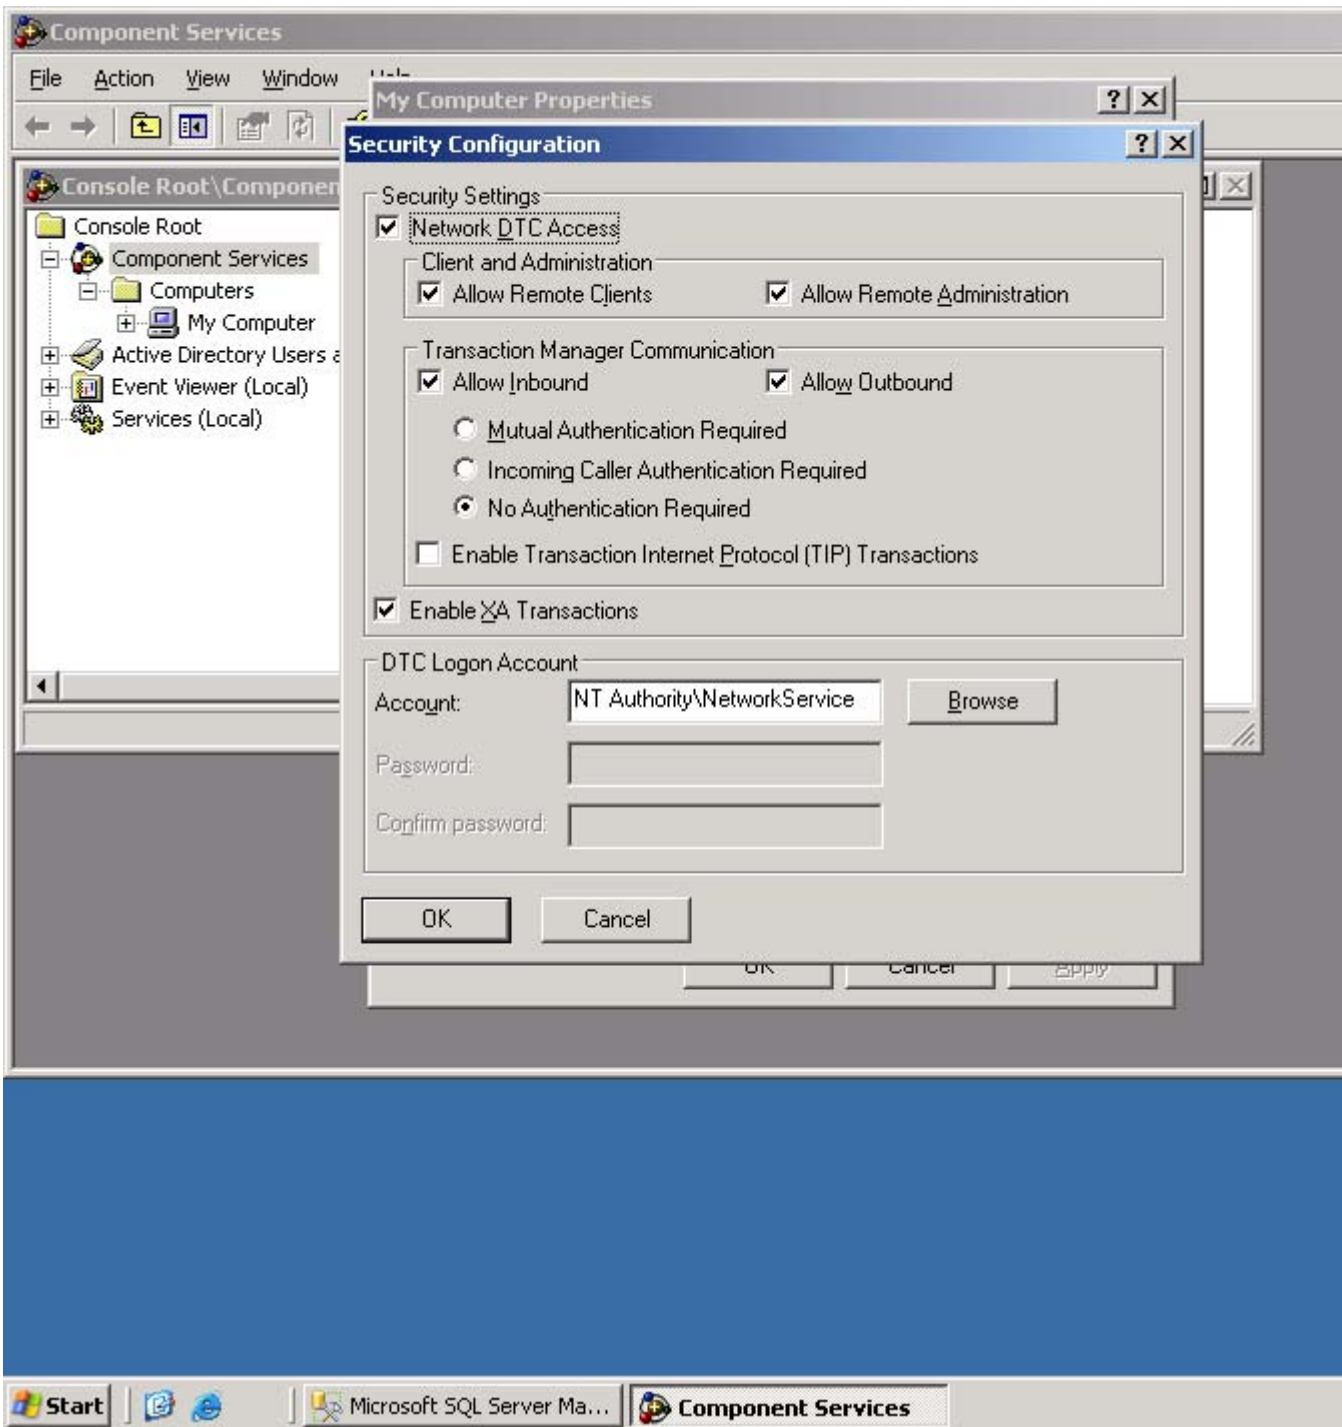 Component Services
File Action View Window Help
My Computer Properties
Security Configuration
Console Root\Componen
Console Root
Component Services
Computers
My Computer
Active Directory Users a
Event Viewer (Local)
Services (Local)
Security Settings
Network DTC Access
Client and Administration
Allow Remote Clients Allow Remote Administration
Transaction Manager Communication
Allow Inbound Allow Outbound
Mutual Authentication Required
Incoming Caller Authentication Required
No Authentication Required
Enable Transaction Internet Protocol (TIP) Transactions
Enable XA Transactions
DTC Logon Account
Account: NT Authority\NetworkService Browse
Password:
Confirm password:
OK Cancel
OK Cancel Apply
Start Microsoft SQL Server Ma... Component Services